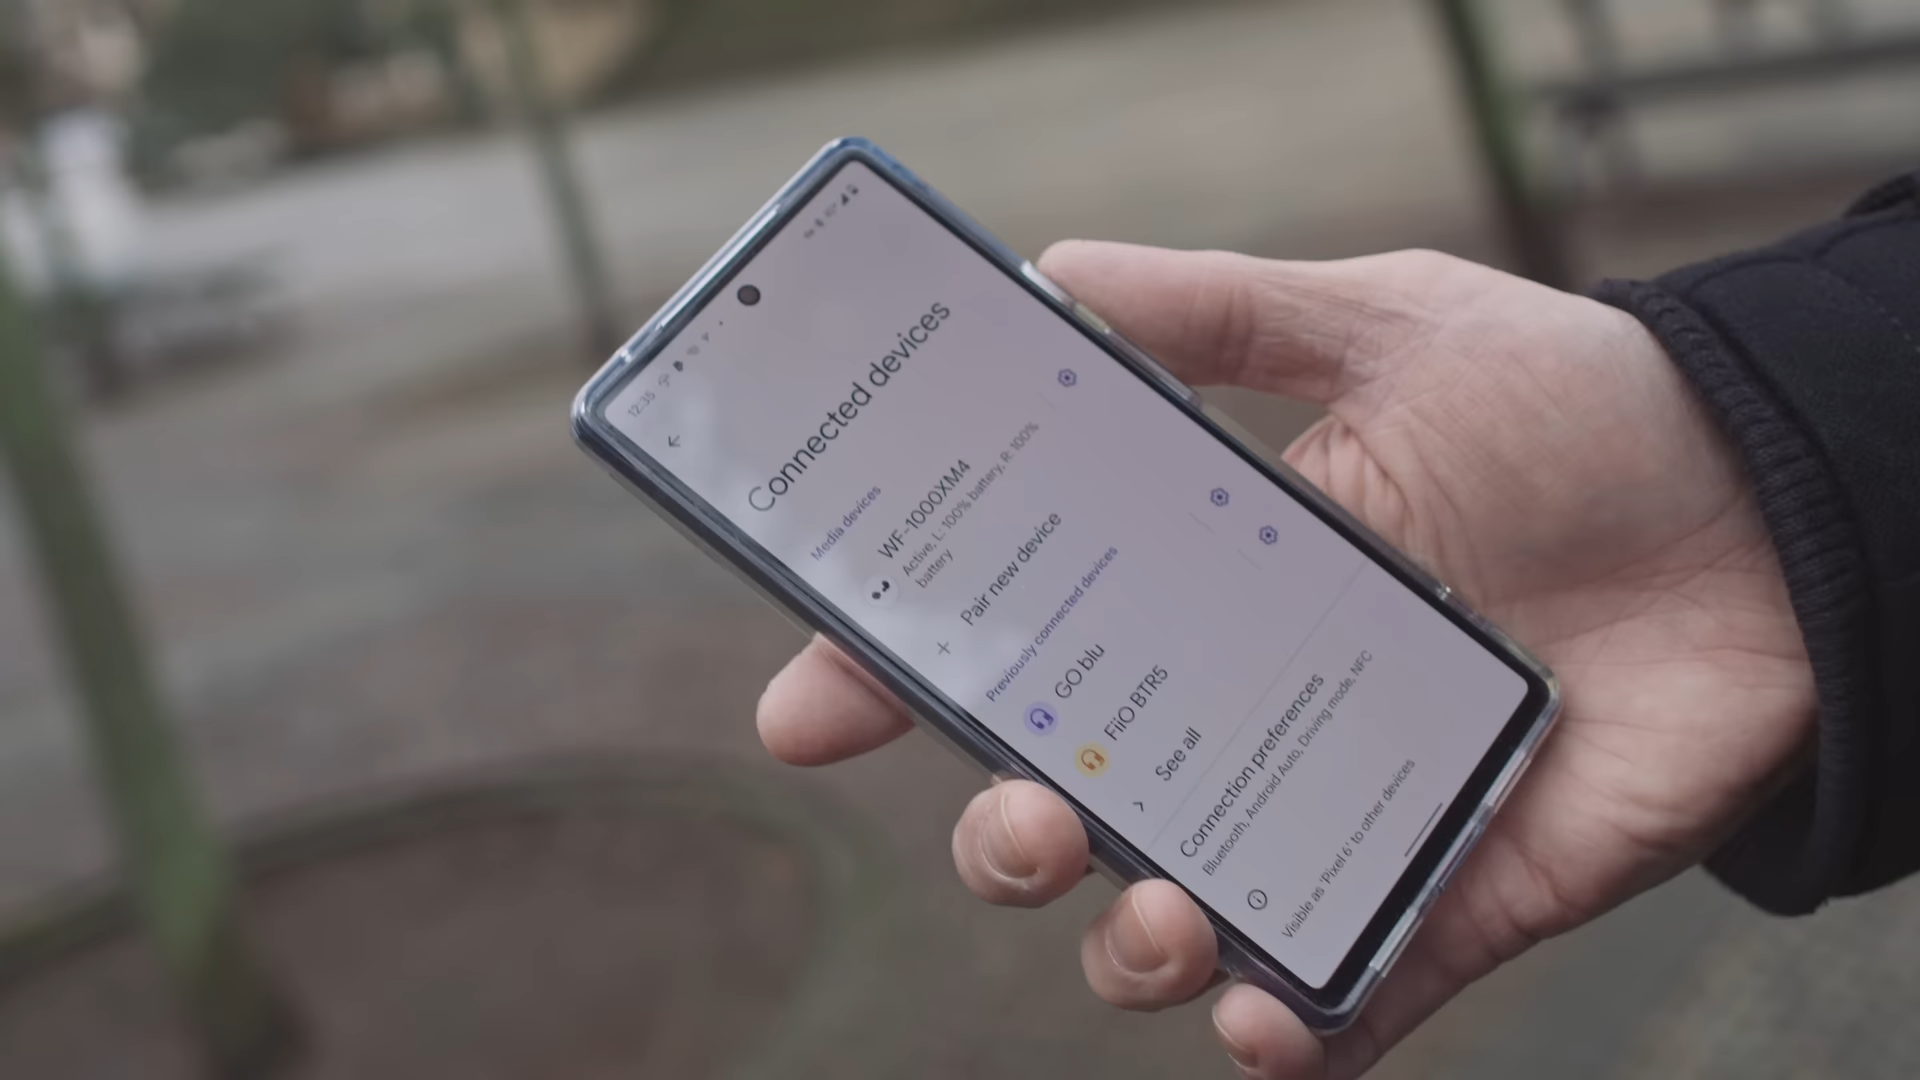 12:35
Connected devices
Media devices
WF-1000XM4
Active, L: 100% battery, R: 100%
battery
Pair new device
Previously connected devices
GO blu
FiiO BTR5
See all
Connection preferences
Bluetooth, Android Auto, Driving mode, NFC
Visible as 'Pixel 6' to other devices